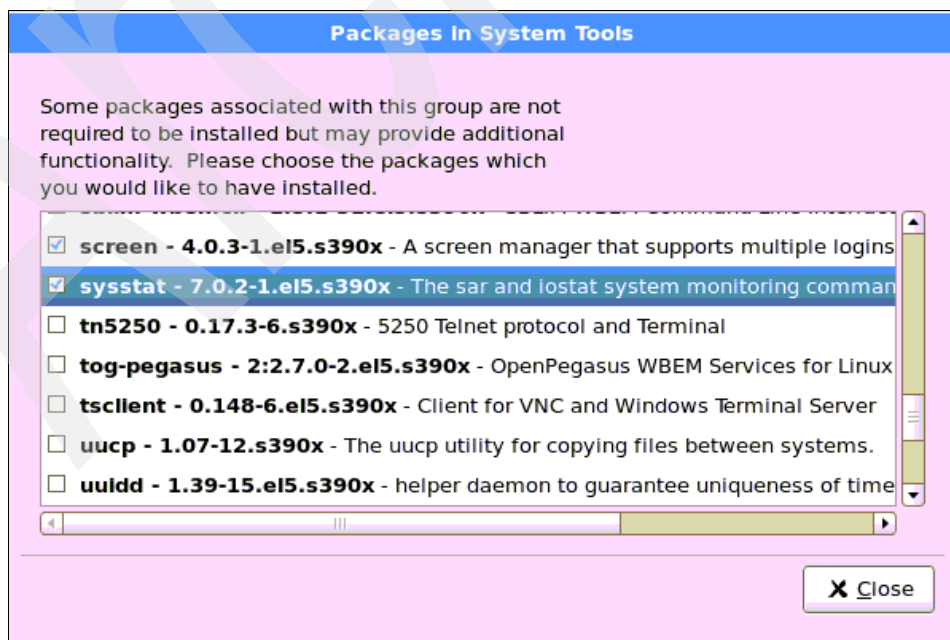 Packages in System Tools
Some packages associated with this group are not
required to be installed but may provide additional
functionality.  Please choose the packages which
you would like to have installed.
screen - 4.0.3-1.el5.s390x - A screen manager that supports multiple logins
sysstat - 7.0.2-1.el5.s390x - The sar and iostat system monitoring comman
tn5250 - 0.17.3-6.s390x - 5250 Telnet protocol and Terminal
tog-pegasus - 2:2.7.0-2.el5.s390x - OpenPegasus WBEM Services for Linux
tsclient - 0.148-6.el5.s390x - Client for VNC and Windows Terminal Server
uucp - 1.07-12.s390x - The uucp utility for copying files between systems.
uuidd - 1.39-15.el5.s390x - helper daemon to guarantee uniqueness of time
Close